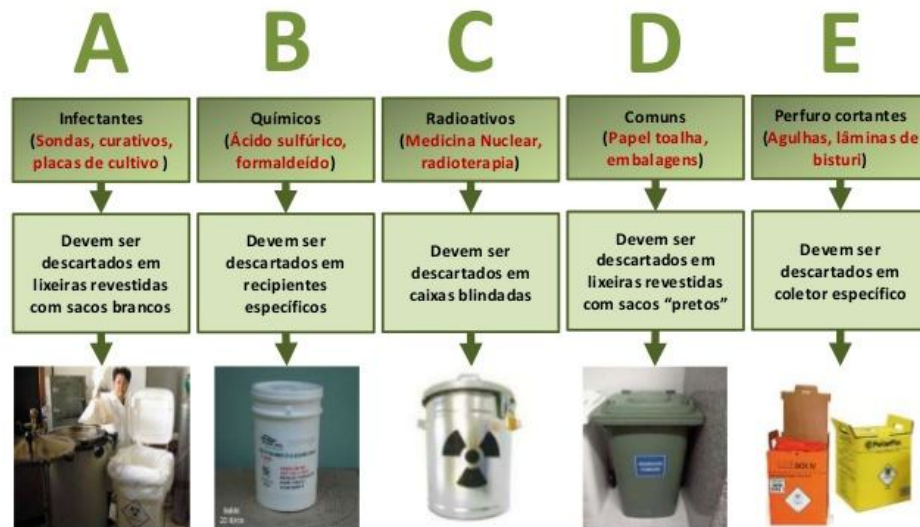 A
B
C
D
E
Infectantes
(Sondas, curativos,
placas de cultivo )
Químicos
(Ácido sulfúrico,
formaldeído)
Radioativos
(Medicina Nuclear,
radioterapia)
Comuns
(Papel toalha,
embalagens)
Perfuro cortantes
(Agulhas, lâminas de
bisturi)
Devem ser
descartados em
lixeiras revestidas
com sacos brancos
Devem ser
descartados em
recipientes
específicos
Devem ser
descartados em
caixas blindadas
Devem ser
descartados em
lixeiras revestidas
com sacos “pretos”
Devem ser
descartados em
coletor específico